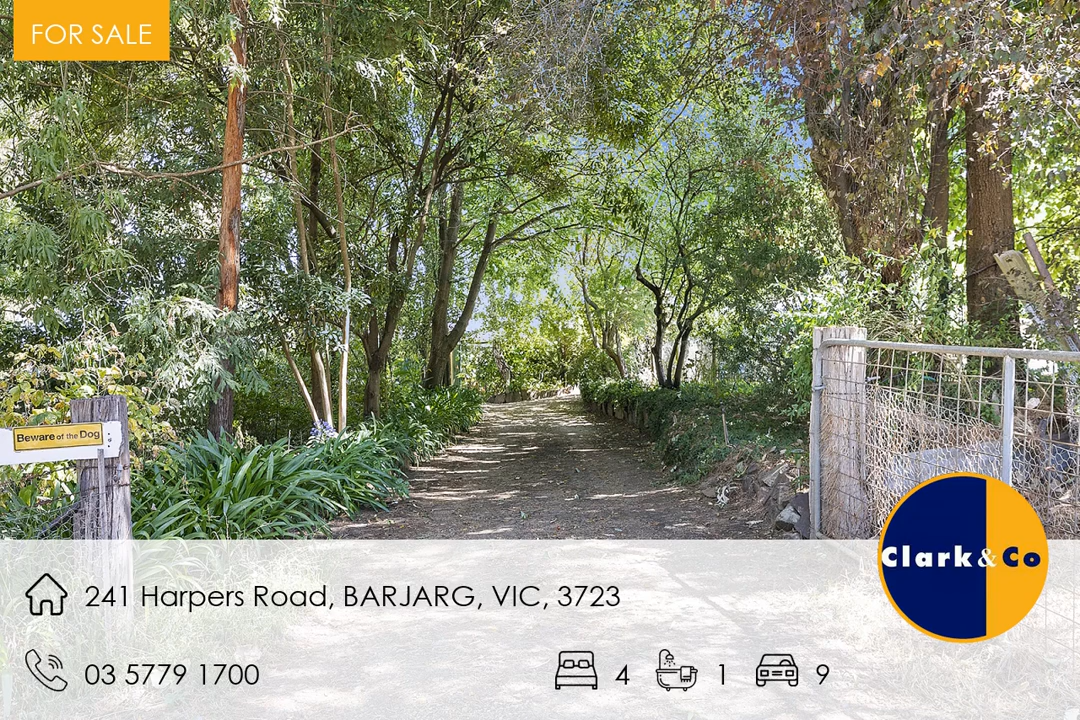 FOR SALE
Beware of the Dog
Clark & Co
241 Harpers Road, BARJARG, VIC, 3723
03 5779 1700
4 1 9